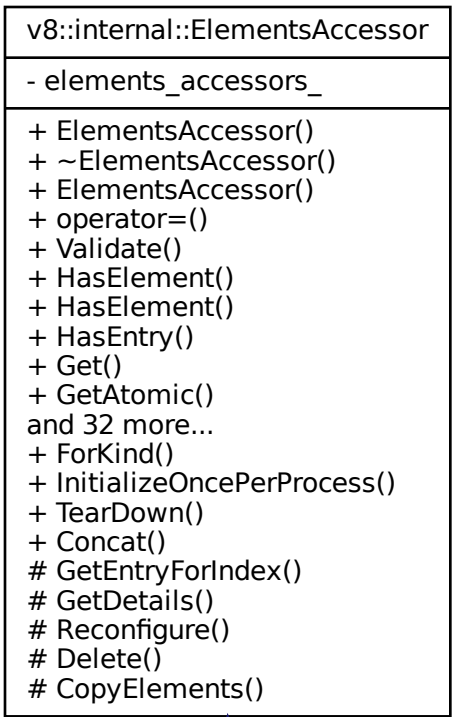 v8::internal::ElementsAccessor
- elements_accessors_
+ ElementsAccessor()
+ ~ElementsAccessor()
+ ElementsAccessor()
+ operator=()
+ Validate()
+ HasElement()
+ HasElement()
+ HasEntry()
+ Get()
+ GetAtomic()
and 32 more...
+ ForKind()
+ InitializeOncePerProcess()
+ TearDown()
+ Concat()
# GetEntryForIndex()
# GetDetails()
# Reconfigure()
# Delete()
# CopyElements()